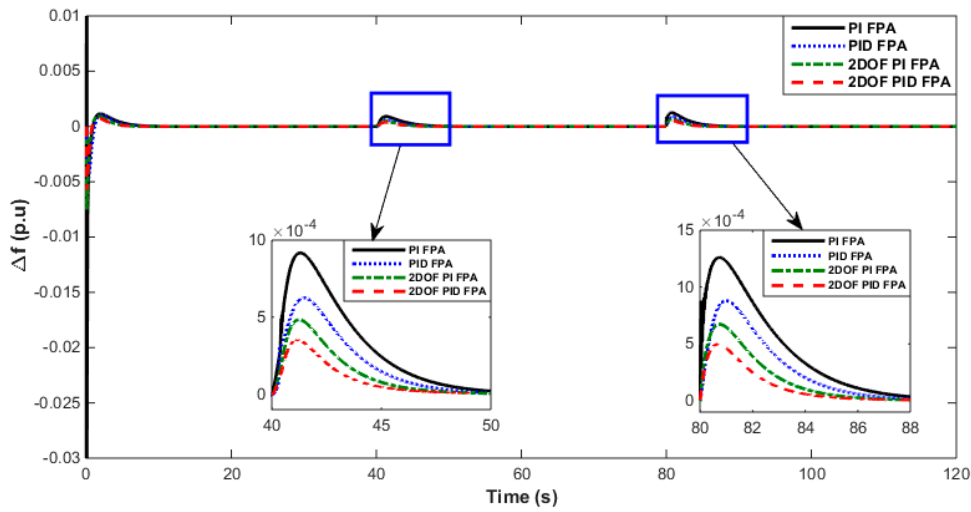 0.01
0.005
0
-0.005
-0.01
-0.015
-0.02
-0.025
-0.03
Δf (p.u)
0
20
40
60
80
100
120
Time (s)
PI FPA
PID FPA
2DOF PI FPA
2DOF PID FPA
10 ×10⁻⁴
5
0
40
45
50
PI FPA
PID FPA
2DOF PI FPA
2DOF PID FPA
15 ×10⁻⁴
10
5
0
80
82
84
86
88
PI FPA
PID FPA
2DOF PI FPA
2DOF PID FPA